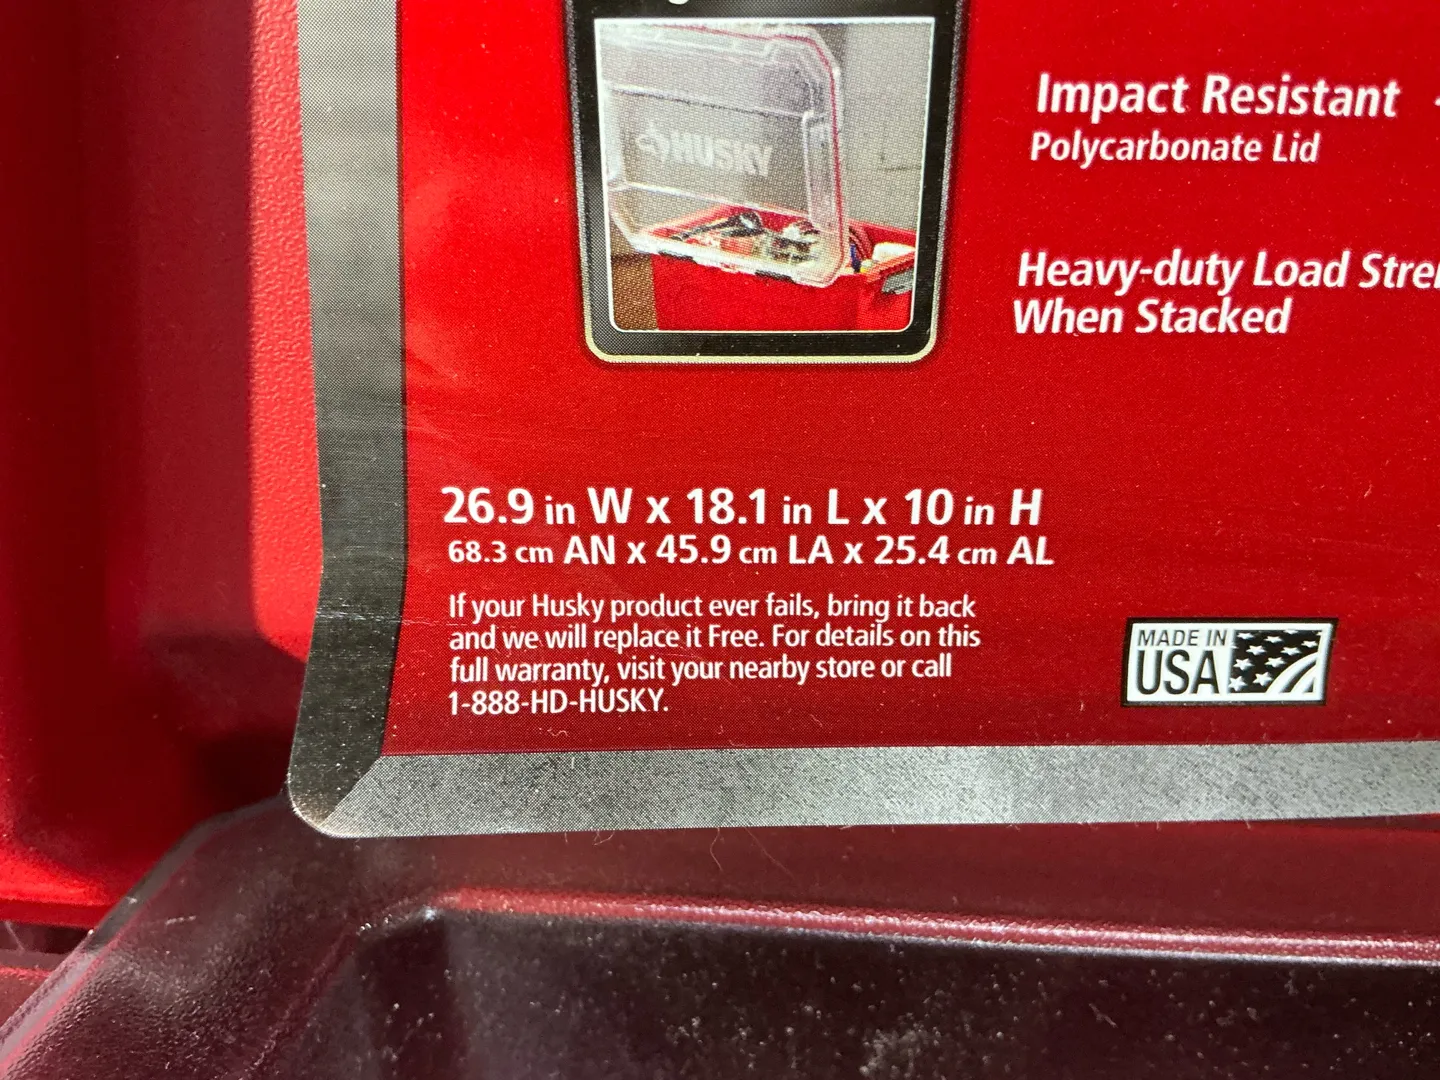 HUSKY
Impact Resistant
Polycarbonate Lid
Heavy-duty Load
When Stacked
26.9 in W x 18.1 in L x 10 in H
68.3 cm AN x 45.9 cm LA x 25.4 cm AL
If your Husky product ever fails, bring it back
and we will replace it Free. For details on this
full warranty, visit your nearby store or call
1-888-HD-HUSKY.
MADE IN
USA